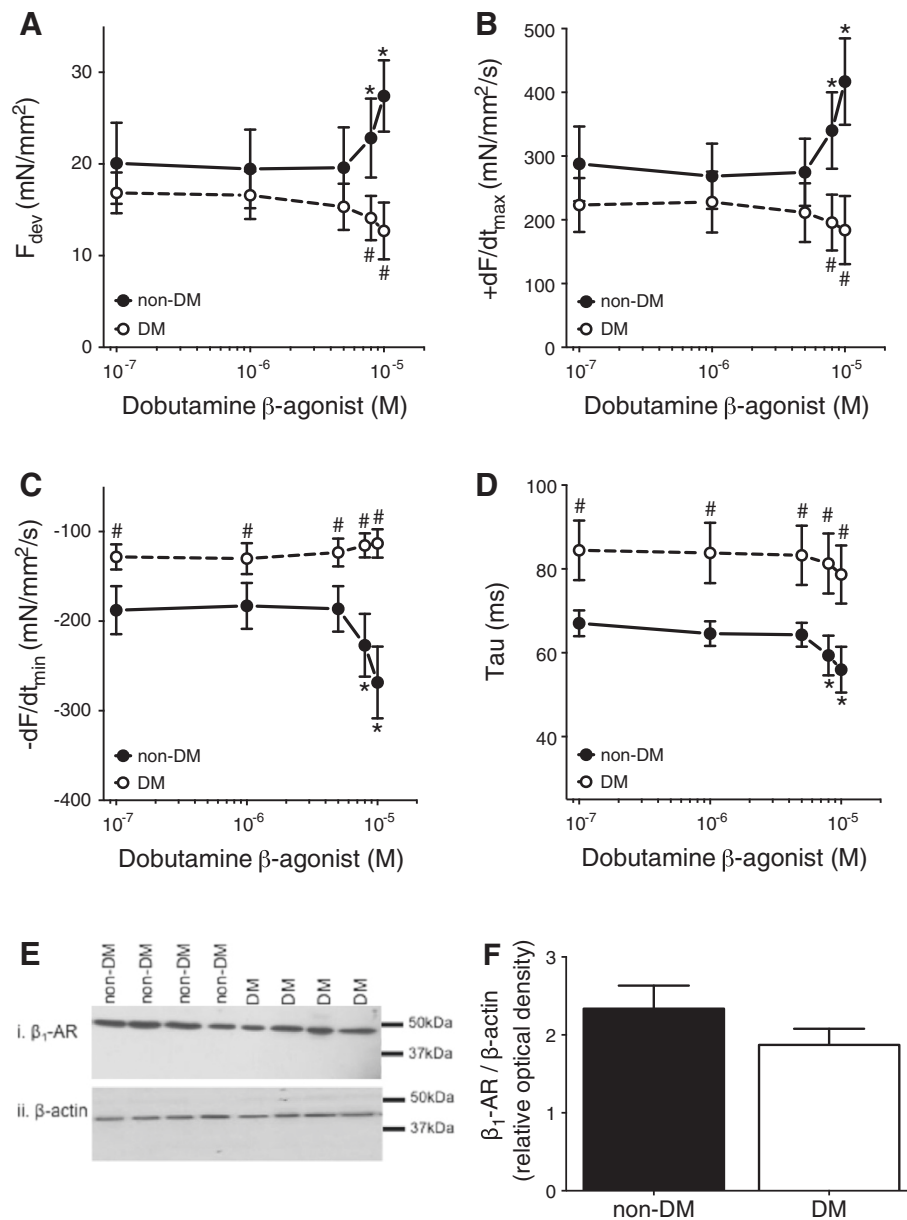 A
F_dev (mN/mm²)
30
20
10
0
* *
# #
non-DM
DM
10⁻⁷ 10⁻⁶ 10⁻⁵
Dobutamine β-agonist (M)
B
+dF/dt_max (mN/mm²/s)
500
400
300
200
100
0
* *
# #
non-DM
DM
10⁻⁷ 10⁻⁶ 10⁻⁵
Dobutamine β-agonist (M)
C
-dF/dt_min (mN/mm²/s)
-100
-200
-300
-400
# # # # #
* *
non-DM
DM
10⁻⁷ 10⁻⁶ 10⁻⁵
Dobutamine β-agonist (M)
D
Tau (ms)
100
80
60
40
# # # # #
* *
non-DM
DM
10⁻⁷ 10⁻⁶ 10⁻⁵
Dobutamine β-agonist (M)
E
non-DM non-DM non-DM non-DM DM DM DM DM
i. β₁-AR
50kDa
37kDa
ii. β-actin
50kDa
37kDa
F
β₁-AR / β-actin
(relative optical density)
3
2
1
0
non-DM DM